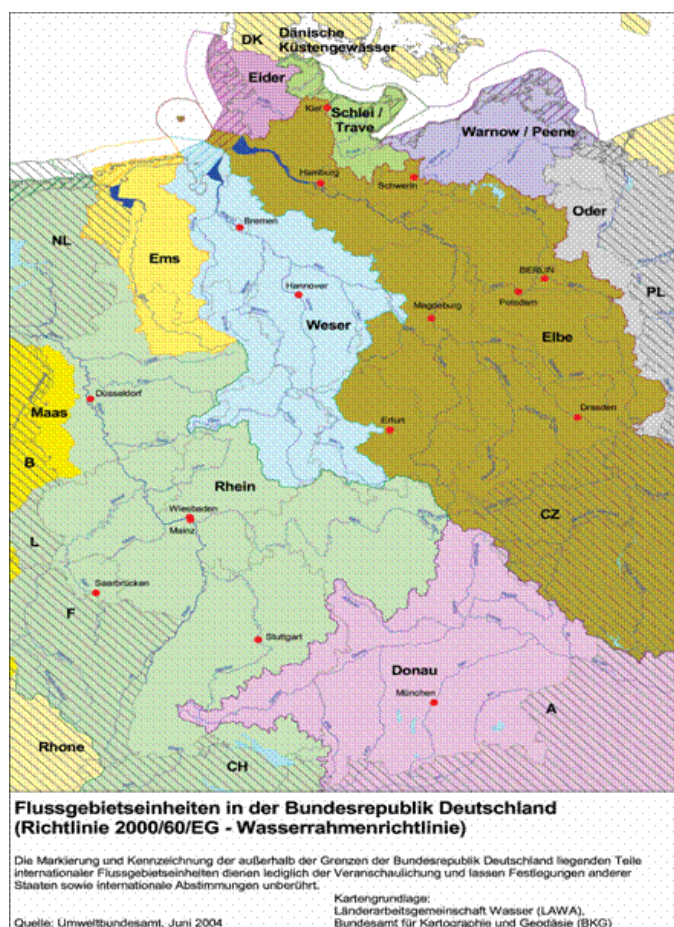 DK
Dänische
Küstengewässer
Eider
Kiel
Schlei /
Trave
Warnow / Peene
Hamburg
Schwerin
Oder
NL
Bremen
Ems
BERLIN
Hannover
Potsdam
PL
Magdeburg
Weser
Elbe
Düsseldorf
Maas
Dresden
Erfurt
B
Rhein
Wiesbaden
CZ
Mainz
L
Saarbrücken
F
Stuttgart
Donau
München
A
Rhone
CH
Flussgebietseinheiten in der Bundesrepublik Deutschland
(Richtlinie 2000/60/EG - Wasserrahmenrichtlinie)
Die Markierung und Kennzeichnung der außerhalb der Grenzen der Bundesrepublik Deutschland liegenden Teile
internationaler Flussgebietseinheiten dienen lediglich der Veranschaulichung und lassen Festlegungen anderer
Staaten sowie internationale Abstimmungen unberührt.
Kartengrundlage:
Länderarbeitsgemeinschaft Wasser (LAWA),
Quelle: Umweltbundesamt, Juni 2004
Bundesamt für Kartographie und Geodäsie (BKG)